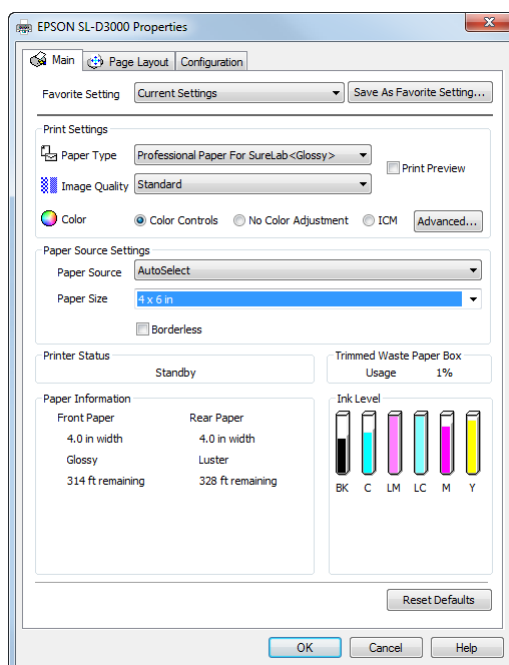 EPSON SL-D3000 Properties
Main Page Layout Configuration
Favorite Setting Current Settings Save As Favorite Setting...
Print Settings
Paper Type Professional Paper For SureLab<Glossy>
Print Preview
Image Quality Standard
Color Color Controls No Color Adjustment ICM Advanced...
Paper Source Settings
Paper Source AutoSelect
Paper Size 4 x 6 in
Borderless
Printer Status
Standby
Trimmed Waste Paper Box
Usage 1%
Paper Information
Front Paper Rear Paper
4.0 in width 4.0 in width
Glossy Luster
314 ft remaining 328 ft remaining
Ink Level
BK C LM LC M Y
Reset Defaults
OK Cancel Help